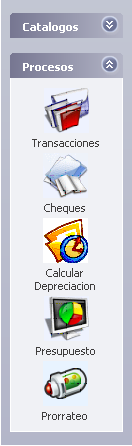 Catalogos
Procesos
Transacciones
Cheques
Calcular
Depreciacion
Presupuesto
Prorrateo